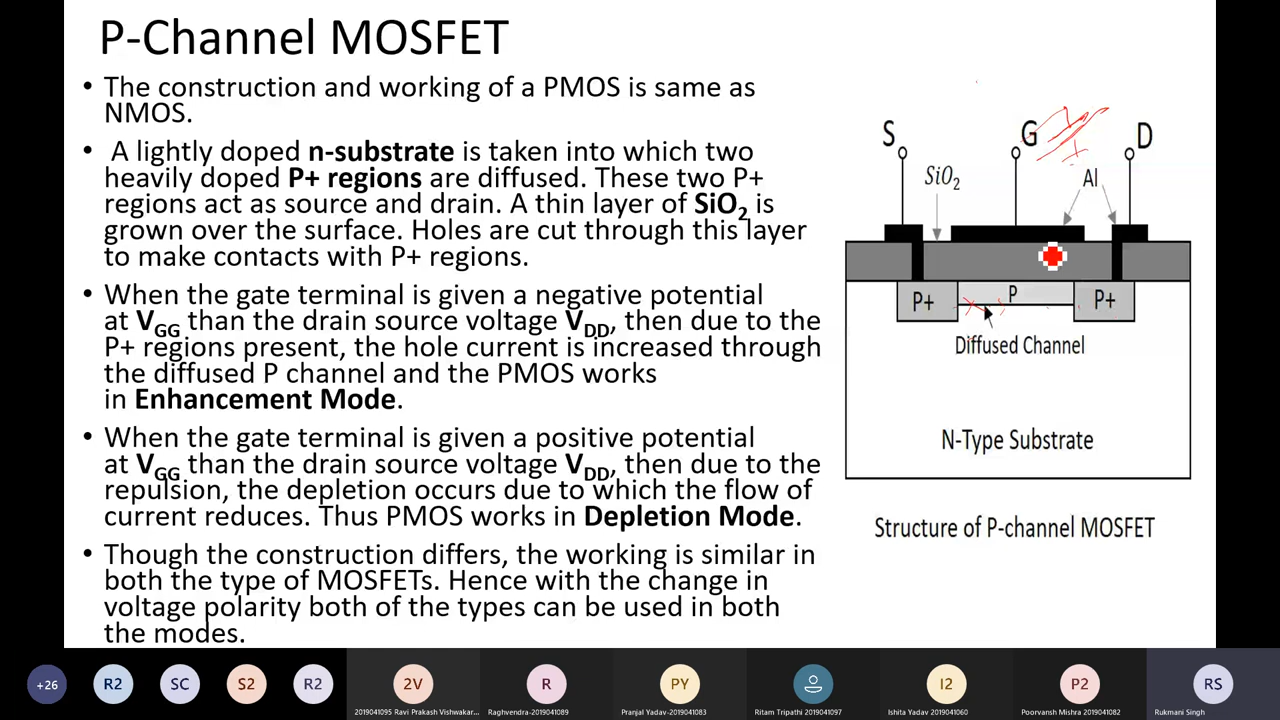 P-Channel MOSFET
• The construction and working of a PMOS is same as
NMOS.
• A lightly doped n-substrate is taken into which two
heavily doped P+ regions are diffused. These two P+
regions act as source and drain. A thin layer of SiO2 is
grown over the surface. Holes are cut through this layer
to make contacts with P+ regions.
• When the gate terminal is given a negative potential
at VGG than the drain source voltage VDD, then due to the
P+ regions present, the hole current is increased through
the diffused P channel and the PMOS works
in Enhancement Mode.
• When the gate terminal is given a positive potential
at VGG than the drain source voltage VDD, then due to the
repulsion, the depletion occurs due to which the flow of
current reduces. Thus PMOS works in Depletion Mode.
• Though the construction differs, the working is similar in
both the type of MOSFETs. Hence with the change in
voltage polarity both of the types can be used in both
the modes.
S
G
D
SiO2
Al
P+
P
P+
Diffused Channel
N-Type Substrate
Structure of P-channel MOSFET
+26
R2
SC
S2
R2
2V
R
PY
I2
P2
RS
2019041095 Ravi Prakash Vishwakar...
Raghvendra-2019041089
Pranjal Yadav-2019041083
Ritam Tripathi 2019041097
Ishita Yadav 2019041060
Poorvansh Mishra 2019041082
Rukmani Singh